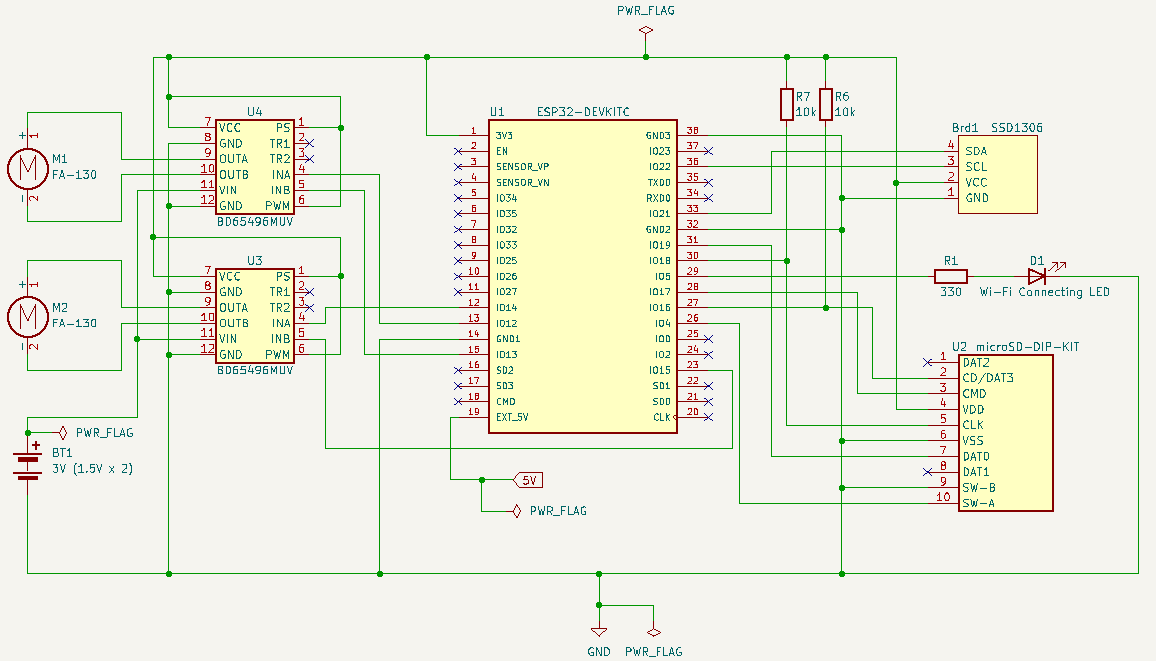 PWR_FLAG
U4
7 VCC PS 1
8 GND TR1 2
9 OUTA TR2 3
10 OUTB INA 4
11 VIN INB 5
12 GND PWM 6
BD65496MUV
+ 1
M
M1
FA-130
- 2
U3
7 VCC PS 1
8 GND TR1 2
9 OUTA TR2 3
10 OUTB INA 4
11 VIN INB 5
12 GND PWM 6
BD65496MUV
+ 1
M
M2
FA-130
- 2
PWR_FLAG
+
BT1
3V (1.5V x 2)
U1 ESP32-DEVKITC
1 3V3 GND3 38
2 EN IO23 37
3 SENSOR_VP IO22 36
4 SENSOR_VN TXD0 35
5 IO34 RXD0 34
6 IO35 IO21 33
7 IO32 GND2 32
8 IO33 IO19 31
9 IO25 IO18 30
10 IO26 IO5 29
11 IO27 IO17 28
12 IO14 IO16 27
13 IO12 IO4 26
14 GND1 IO0 25
15 IO13 IO2 24
16 SD2 IO15 23
17 SD3 SD1 22
18 CMD SD0 21
19 EXT_5V CLK 20
5V
PWR_FLAG
R7
10k
R6
10k
Brd1 SSD1306
4 SDA
3 SCL
2 VCC
1 GND
R1
330
D1
Wi-Fi Connecting LED
U2 microSD-DIP-KIT
1 DAT2
2 CD/DAT3
3 CMD
4 VDD
5 CLK
6 VSS
7 DAT0
8 DAT1
9 SW-B
10 SW-A
GND
PWR_FLAG